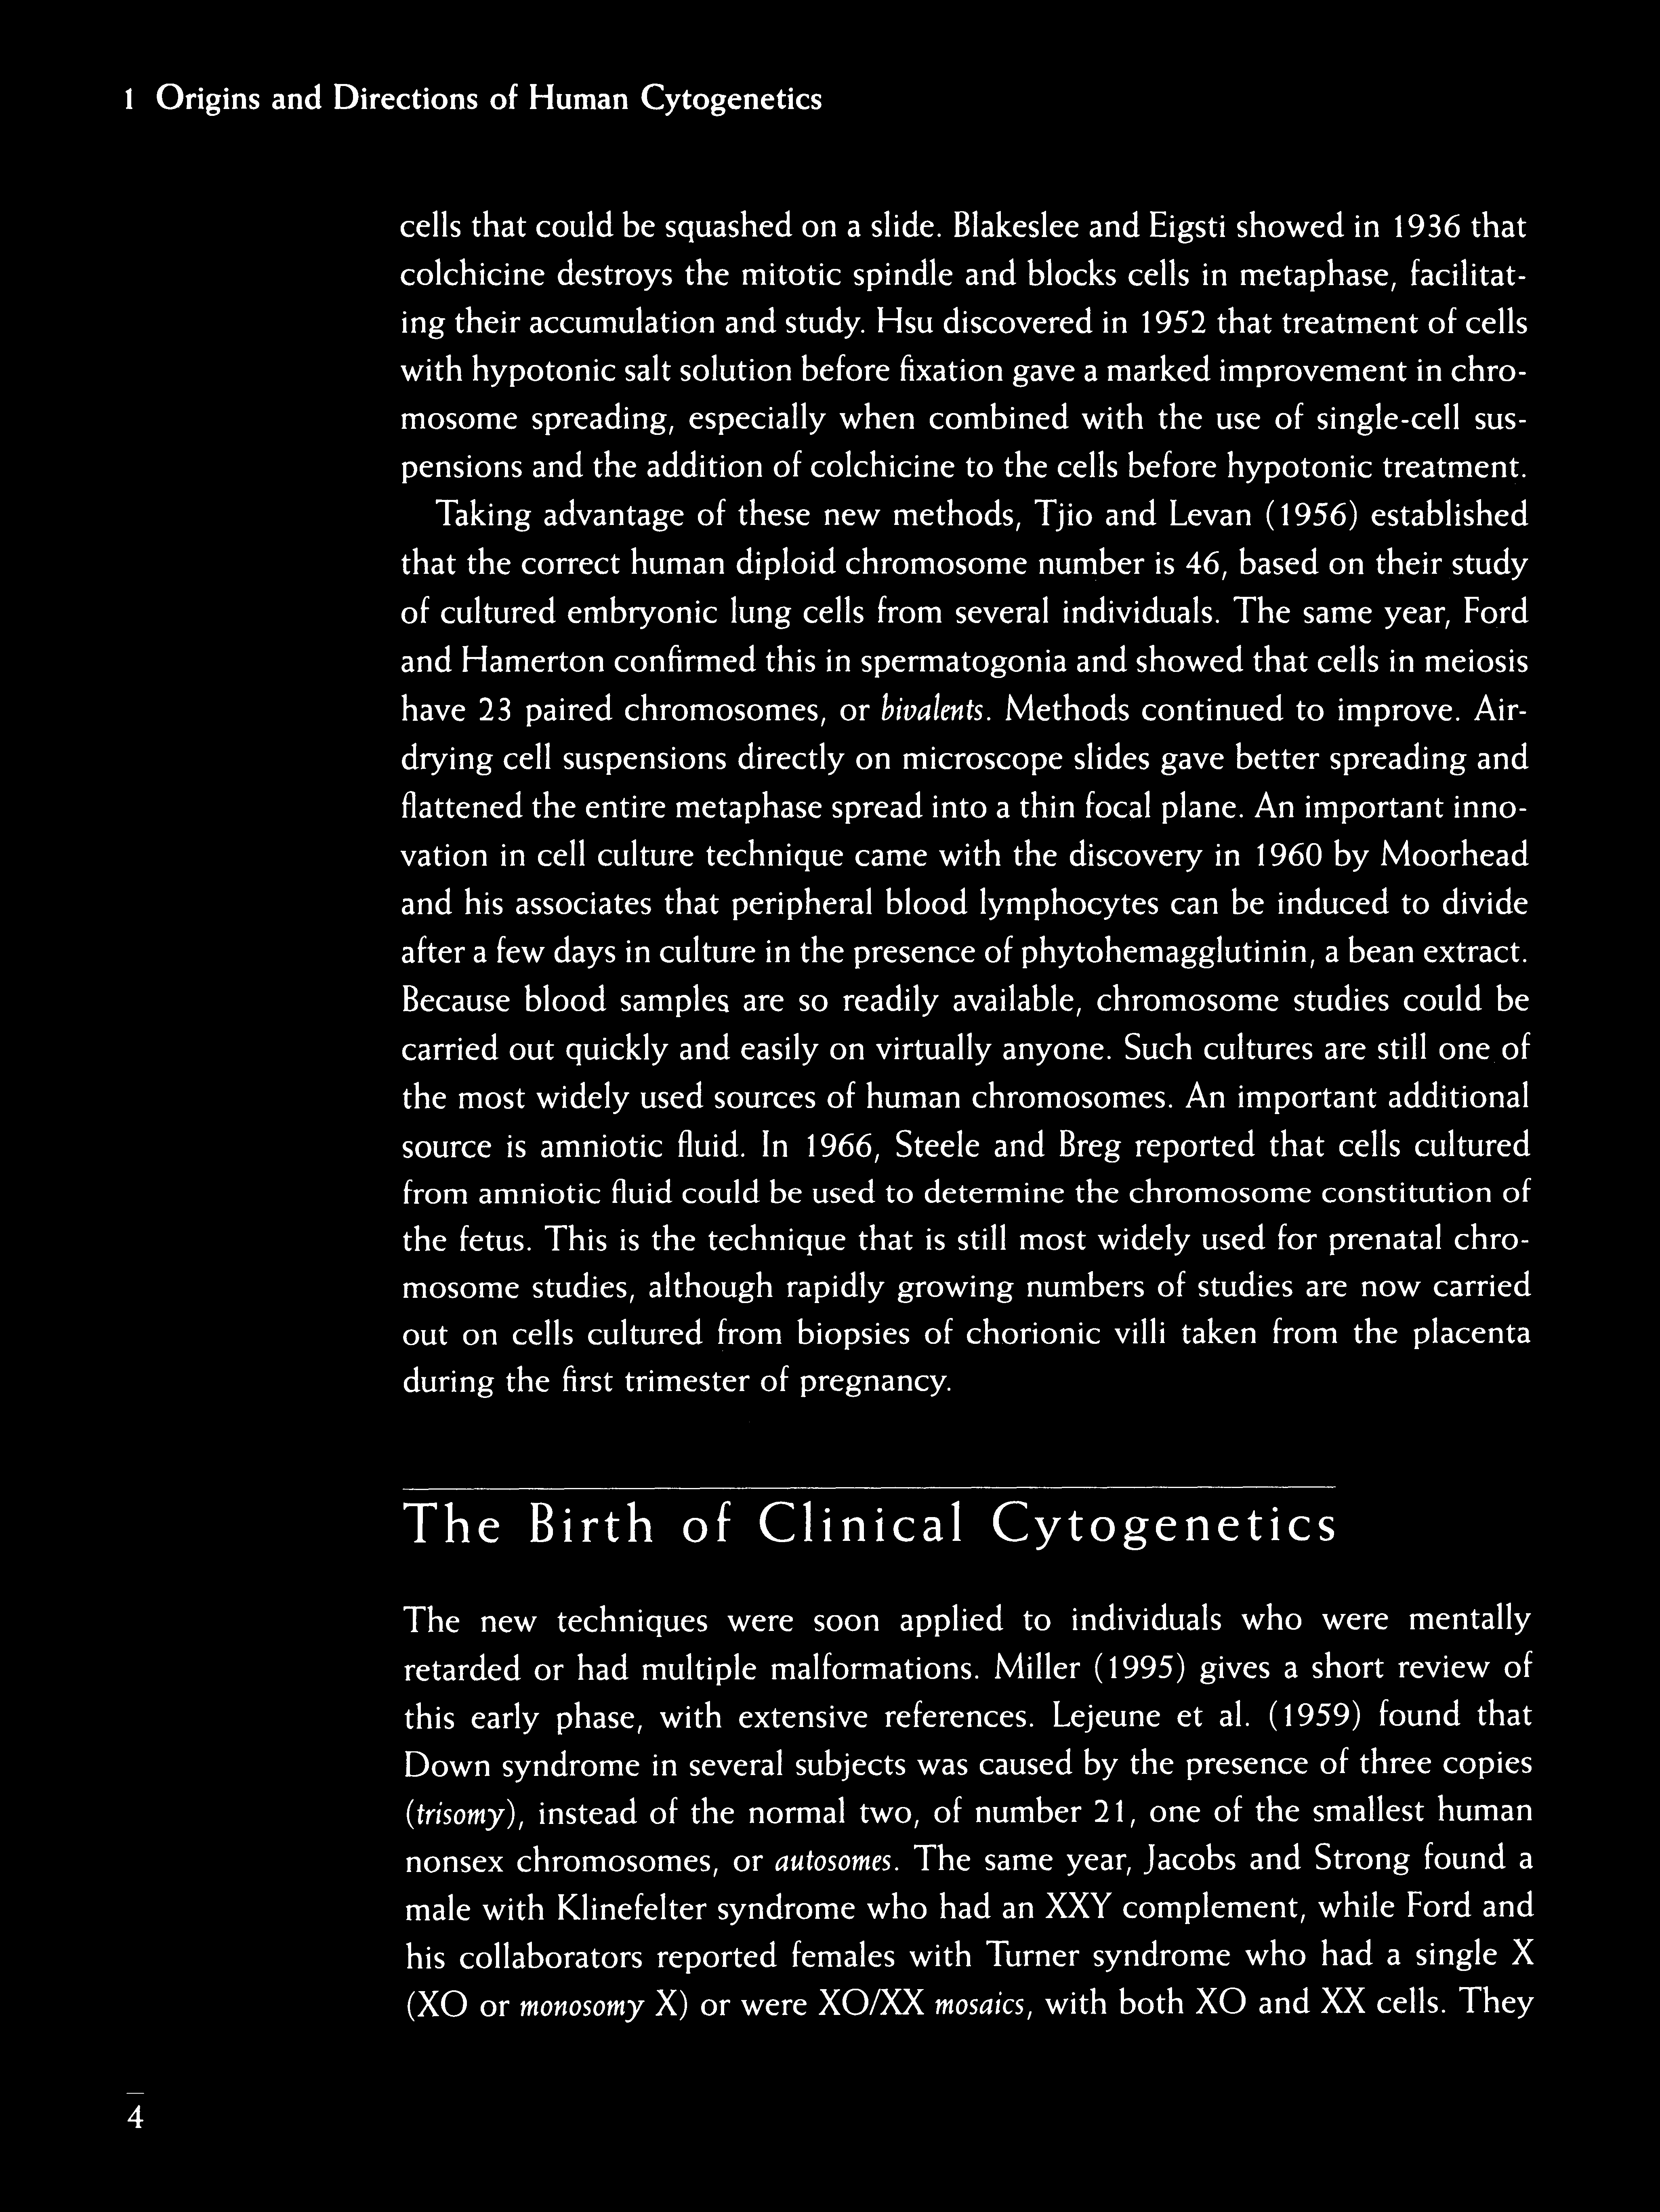 1 Origins and Directions of Human Cytogenetics
cells that could be squashed on a slide. Blakeslee and Eigsti showed in 1936 that
colchicine destroys the mitotic spindle and blocks cells in metaphase, facilitat-
ing their accumulation and study. Hsu discovered in 1952 that treatment of cells
with hypotonic salt solution before fixation gave a marked improvement in chro-
mosome spreading, especially when combined with the use of single-cell sus-
pensions and the addition of colchicine to the cells before hypotonic treatment.
Taking advantage of these new methods, Tjio and Levan (1956) established
that the correct human diploid chromosome number is 46, based on their study
of cultured embryonic lung cells from several individuals. The same year, Ford
and Hamerton confirmed this in spermatogonia and showed that cells in meiosis
have 23 paired chromosomes, or bivalents. Methods continued to improve. Air-
drying cell suspensions directly on microscope slides gave better spreading and
flattened the entire metaphase spread into a thin focal plane. An important inno-
vation in cell culture technique came with the discovery in 1960 by Moorhead
and his associates that peripheral blood lymphocytes can be induced to divide
after a few days in culture in the presence of phytohemagglutinin, a bean extract.
Because blood samples are so readily available, chromosome studies could be
carried out quickly and easily on virtually anyone. Such cultures are still one of
the most widely used sources of human chromosomes. An important additional
source is amniotic fluid. In 1966, Steele and Breg reported that cells cultured
from amniotic fluid could be used to determine the chromosome constitution of
the fetus. This is the technique that is still most widely used for prenatal chro-
mosome studies, although rapidly growing numbers of studies are now carried
out on cells cultured from biopsies of chorionic villi taken from the placenta
during the first trimester of pregnancy.
The Birth of Clinical Cytogenetics
The new techniques were soon applied to individuals who were mentally
retarded or had multiple malformations. Miller (1995) gives a short review of
this early phase, with extensive references. Lejeune et al. (1959) found that
Down syndrome in several subjects was caused by the presence of three copies
(trisomy), instead of the normal two, of number 21, one of the smallest human
nonsex chromosomes, or autosomes. The same year, Jacobs and Strong found a
male with Klinefelter syndrome who had an XXY complement, while Ford and
his collaborators reported females with Turner syndrome who had a single X
(XO or monosomy X) or were XO/XX mosaics, with both XO and XX cells. They
4